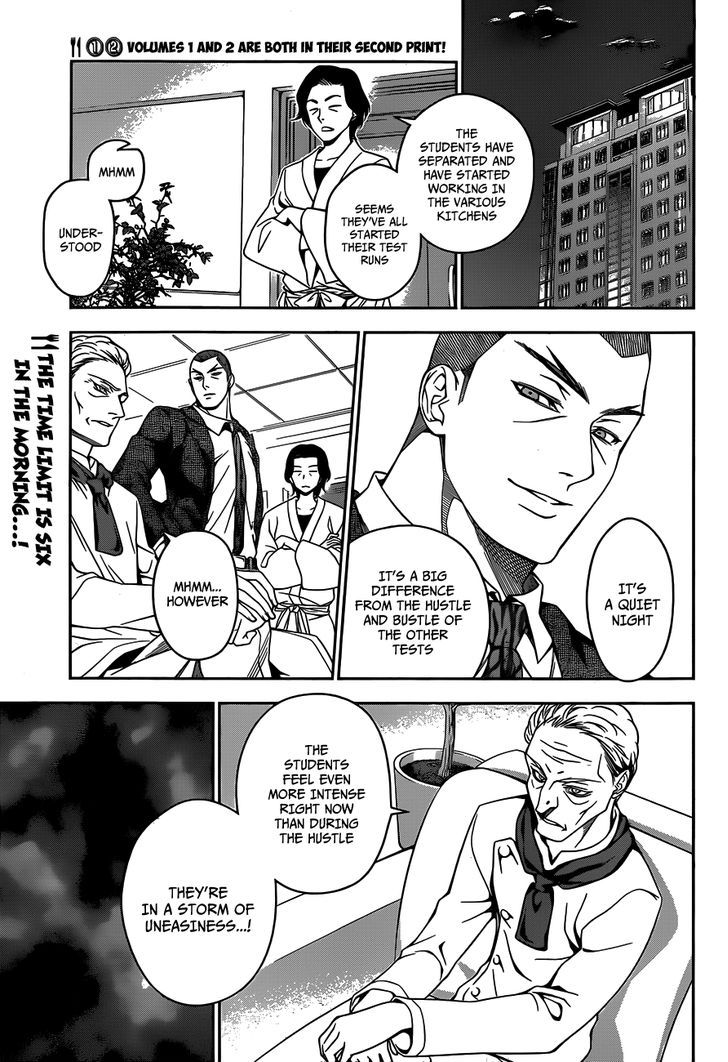 ①② VOLUMES 1 AND 2 ARE BOTH IN THEIR SECOND PRINT!
THE
STUDENTS HAVE
SEPARATED AND
HAVE STARTED
WORKING IN
THE VARIOUS
KITCHENS
SEEMS
THEY'VE ALL
STARTED
THEIR TEST
RUNS
MHMM
UNDER-
STOOD
IT'S
A QUIET
NIGHT
IT'S A BIG
DIFFERENCE
FROM THE HUSTLE
AND BUSTLE OF
THE OTHER
TESTS
MHMM...
HOWEVER
THE TIME LIMIT IS SIX
IN THE MORNING...!
THE
STUDENTS
FEEL EVEN
MORE INTENSE
RIGHT NOW
THAN DURING
THE HUSTLE
THEY'RE
IN A STORM OF
UNEASINESS...!